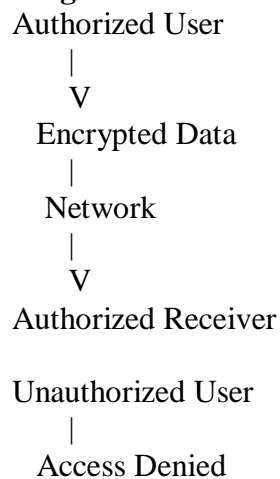 Authorized User
|
V
Encrypted Data
|
Network
|
V
Authorized Receiver
Unauthorized User
|
Access Denied